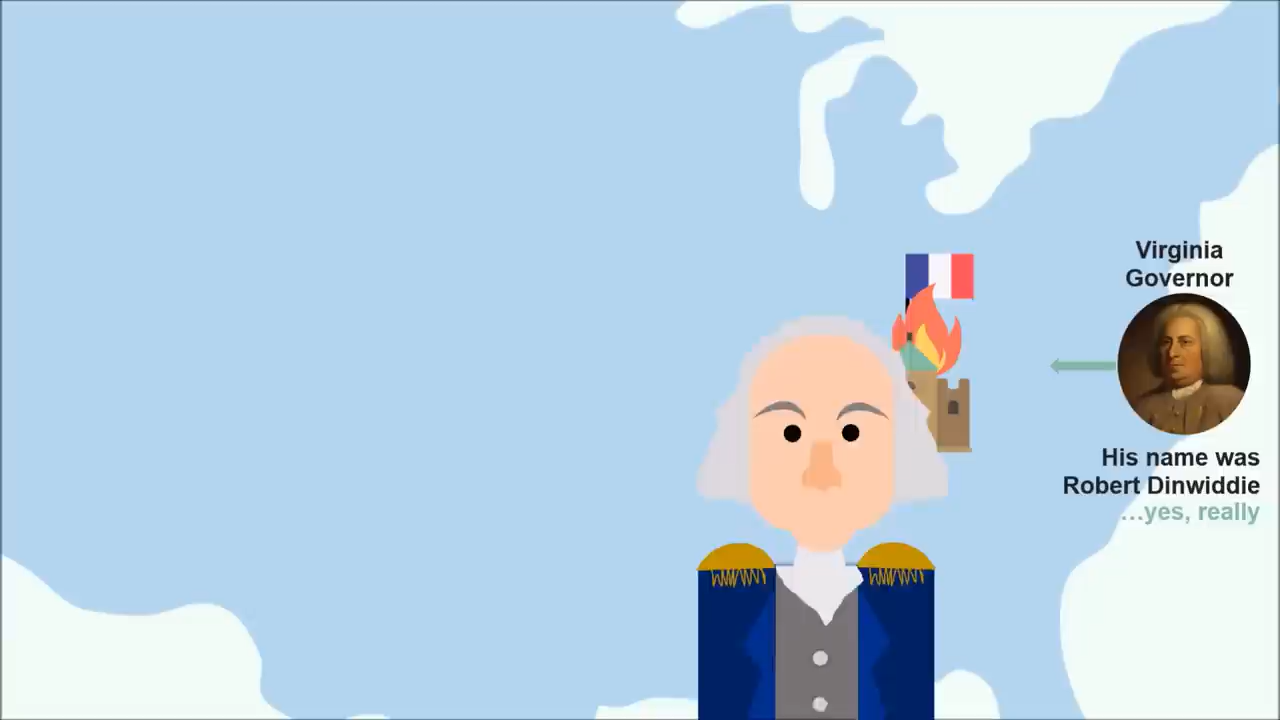 Virginia
Governor
His name was
Robert Dinwiddie
...yes, really